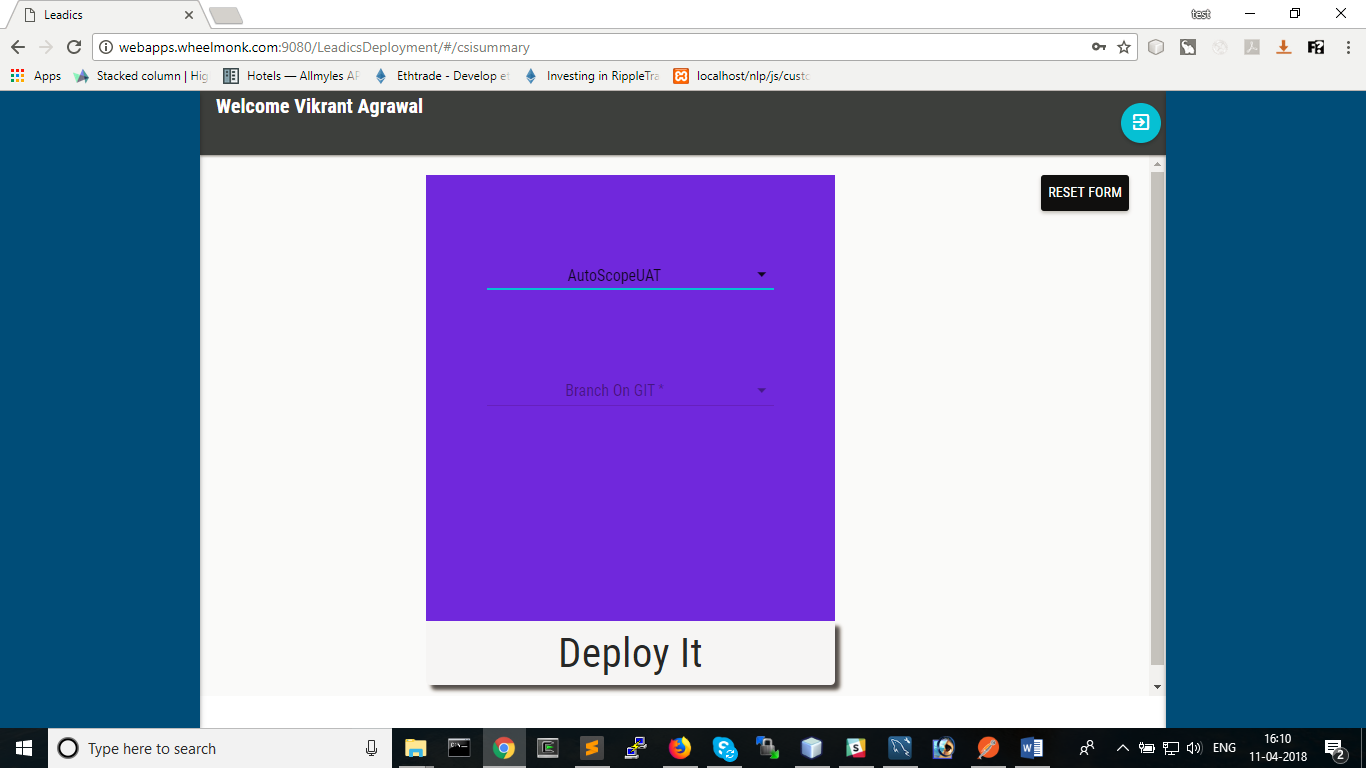 Leadics
test
webapps.wheelmonk.com:9080/LeadicsDeployment/#/csisummary
Apps
Stacked column | Hig
Hotels — Allmyles AP
Ethtrade - Develop et
Investing in RippleTra
localhost/nlp/js/custo
Welcome Vikrant Agrawal
RESET FORM
AutoScopeUAT
Branch On GIT *
Deploy It
Type here to search
ENG
16:10
11-04-2018
2